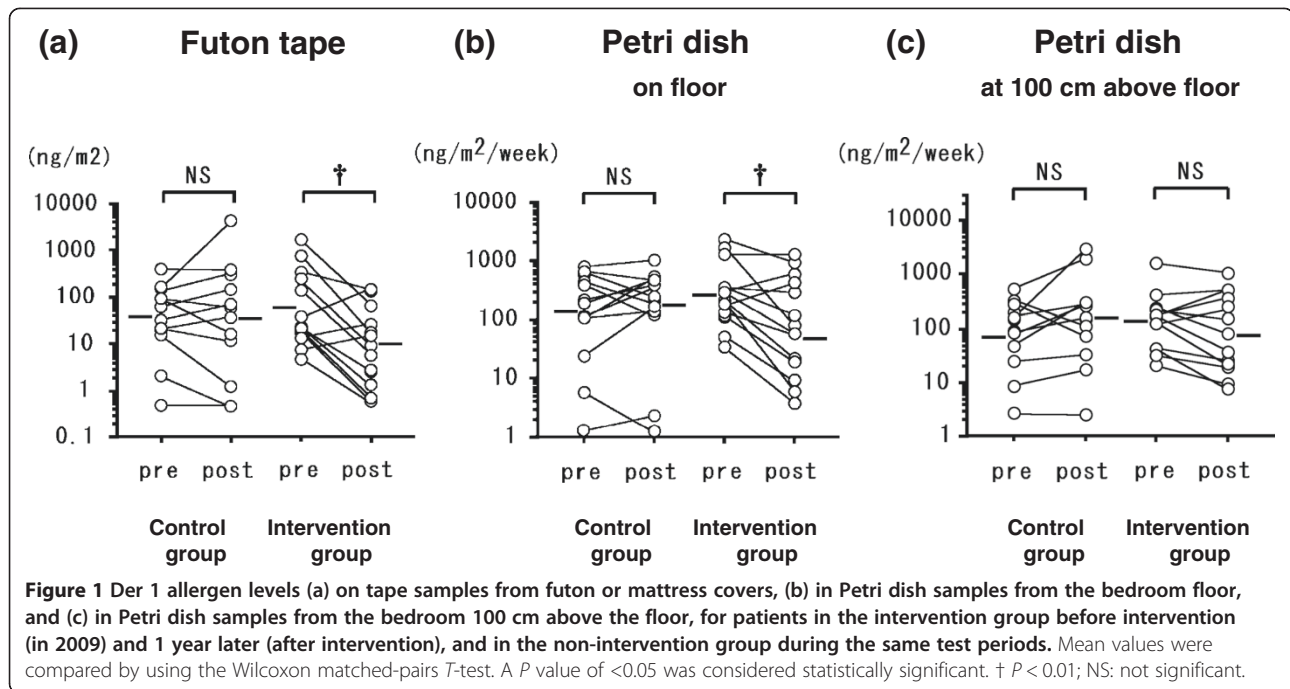 (a) Futon tape
(b) Petri dish
on floor
(c) Petri dish
at 100 cm above floor
(ng/m2)
NS
†
10000
1000
100
10
1
0.1
pre
post
pre
post
Control
group
Intervention
group
(ng/m²/week)
NS
†
10000
1000
100
10
1
pre
post
pre
post
Control
group
Intervention
group
(ng/m²/week)
NS
NS
10000
1000
100
10
1
pre
post
pre
post
Control
group
Intervention
group
Figure 1 Der 1 allergen levels (a) on tape samples from futon or mattress covers, (b) in Petri dish samples from the bedroom floor,
and (c) in Petri dish samples from the bedroom 100 cm above the floor, for patients in the intervention group before intervention
(in 2009) and 1 year later (after intervention), and in the non-intervention group during the same test periods. Mean values were
compared by using the Wilcoxon matched-pairs T-test. A P value of <0.05 was considered statistically significant. † P < 0.01; NS: not significant.